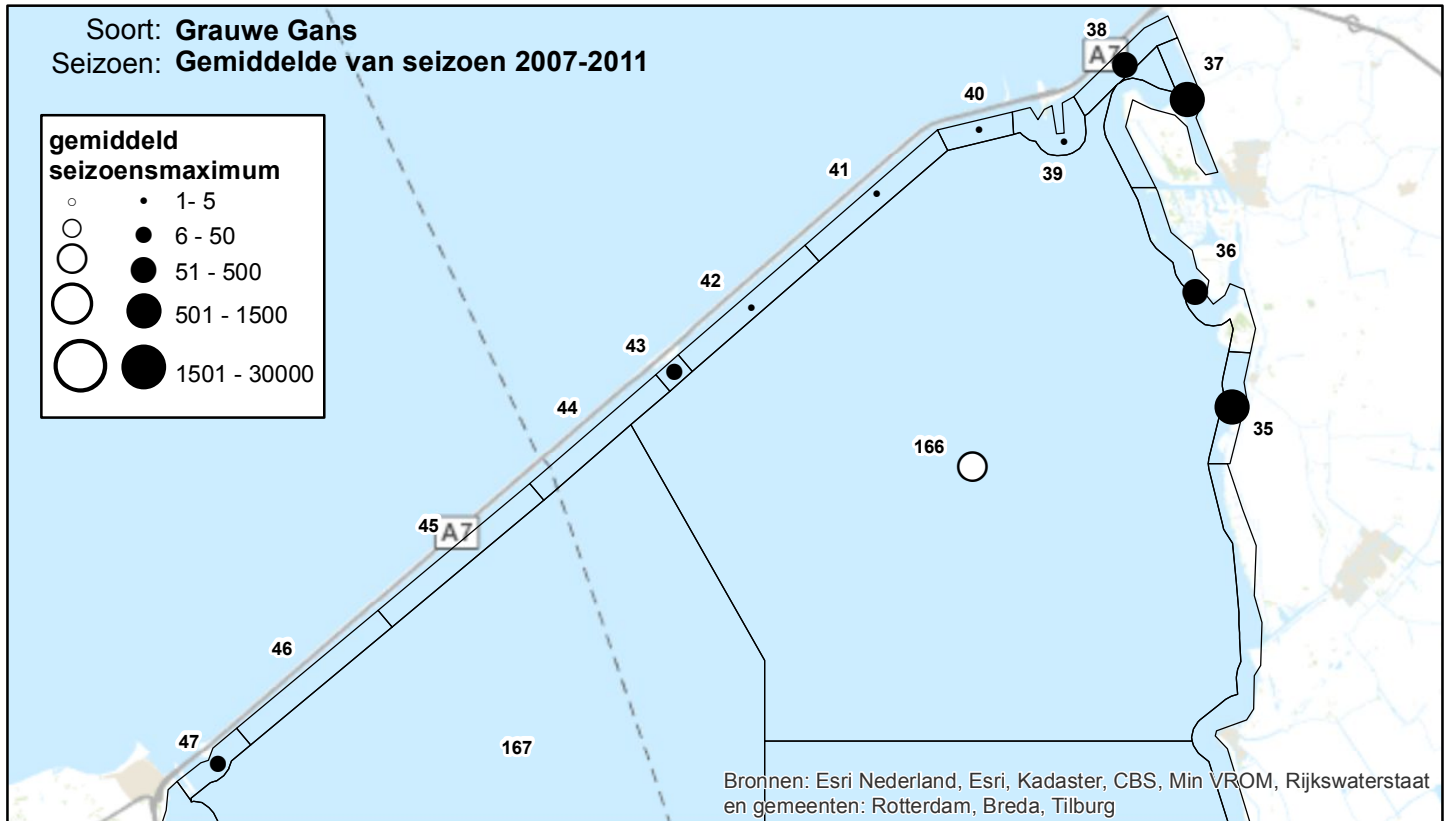 Soort: Grauwe Gans
Seizoen: Gemiddelde van seizoen 2007-2011
gemiddeld
seizoensmaximum
1- 5
6 - 50
51 - 500
501 - 1500
1501 - 30000
38
A7
37
40
39
41
36
42
43
44
35
166
45
A7
46
47
167
Bronnen: Esri Nederland, Esri, Kadaster, CBS, Min VROM, Rijkswaterstaat
en gemeenten: Rotterdam, Breda, Tilburg